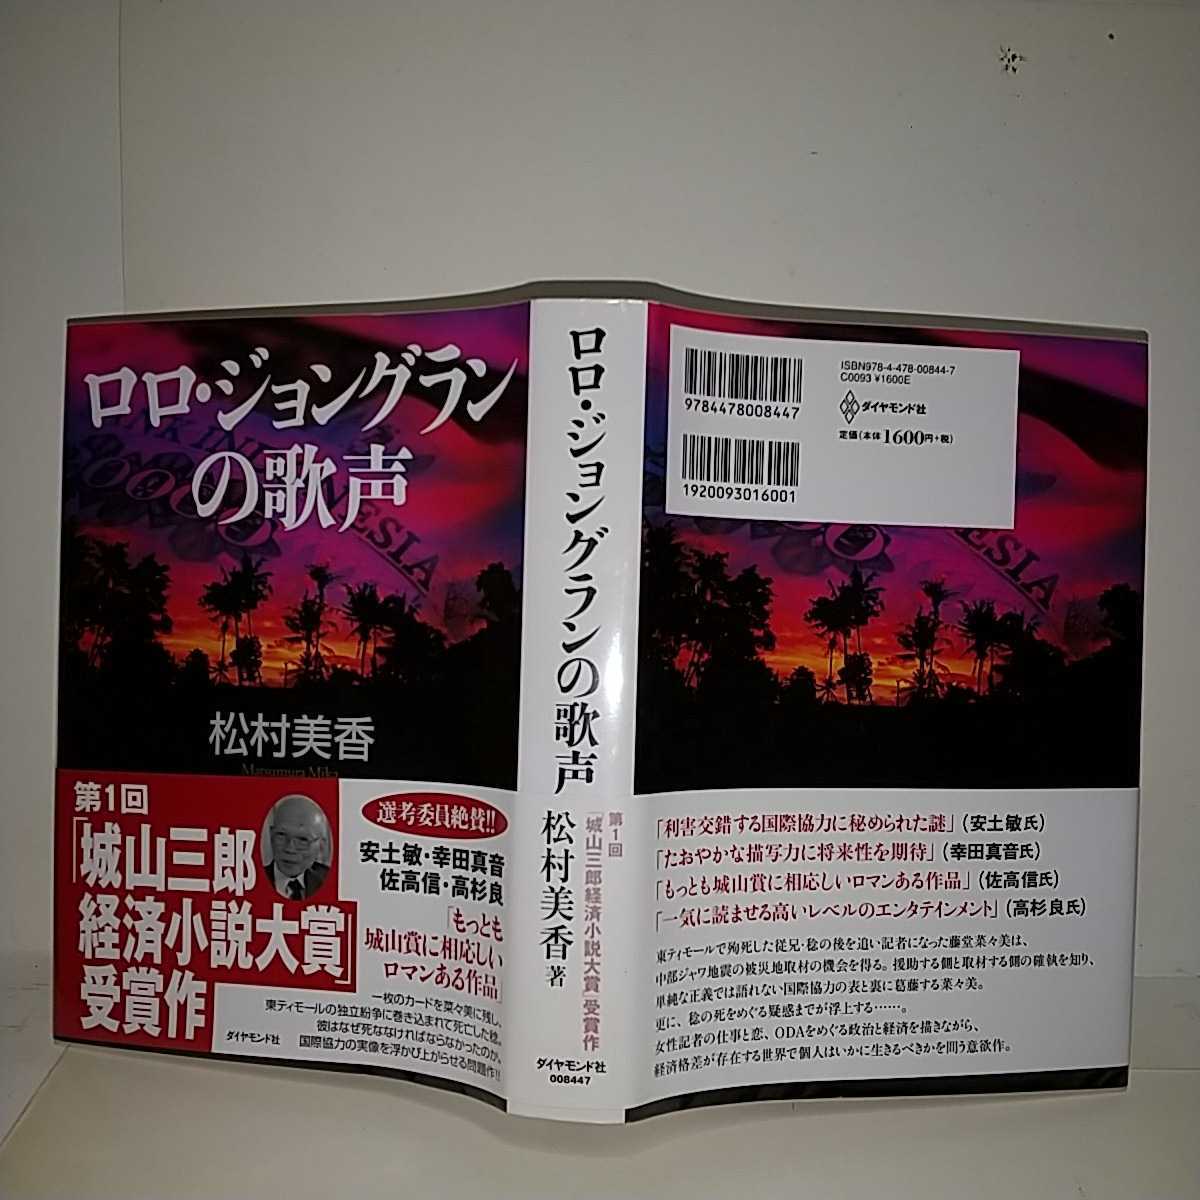 ロロ・ジョングラン
の歌声
INDONESIA
松村美香
Matsumura Mika
第1回
「城山三郎
経済小説大賞」
受賞作
選考委員絶賛!!
安土敏・幸田真音
佐高信・高杉良
「もっとも
城山賞に相応しい
ロマンある作品」
一枚のカードを菜々美に残し、
東ティモールの独立紛争に巻き込まれて死亡した稔。
彼はなぜ死ななければならなかったのか。
国際協力の実像を浮かび上がらせる問題作!!
ダイヤモンド社
ロロ・ジョングランの歌声
松村美香 著
第1回
「城山三郎経済小説大賞」受賞作
ダイヤモンド社
008447
9784478008447
1920093016001
ISBN978-4-478-00844-7
C0093 ¥1600E
ダイヤモンド社
定価(本体1600円+税)
NESIA
「利害交錯する国際協力に秘められた謎」(安土敏氏)
「たおやかな描写力に将来性を期待」(幸田真音氏)
「もっとも城山賞に相応しいロマンある作品」(佐高信氏)
「一気に読ませる高いレベルのエンタテインメント」(高杉良氏)
東ティモールで殉死した従兄・稔の後を追い記者になった藤堂菜々美は、
中部ジャワ地震の被災地取材の機会を得る。援助する側と取材する側の確執を知り、
単純な正義では語れない国際協力の表と裏に葛藤する菜々美。
更に、稔の死をめぐる疑惑までが浮上する……。
女性記者の仕事と恋、ODAをめぐる政治と経済を描きながら、
経済格差が存在する世界で個人はいかに生きるべきかを問う意欲作。